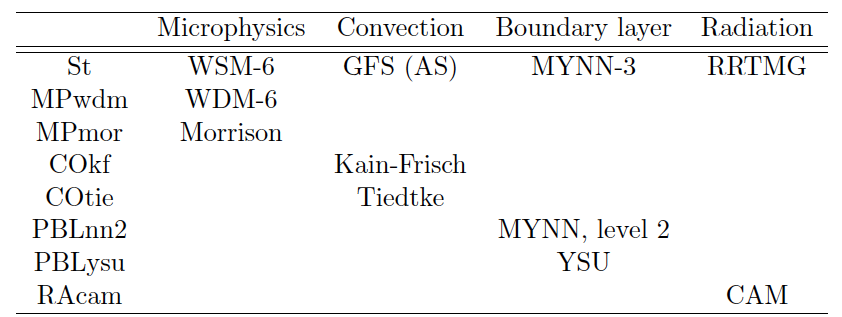 Microphysics Convection Boundary layer Radiation
St WSM-6 GFS (AS) MYNN-3 RRTMG
MPwdm WDM-6
MPmor Morrison
COkf Kain-Frisch
COtie Tiedtke
PBLnn2 MYNN, level 2
PBLysu YSU
RAcam CAM